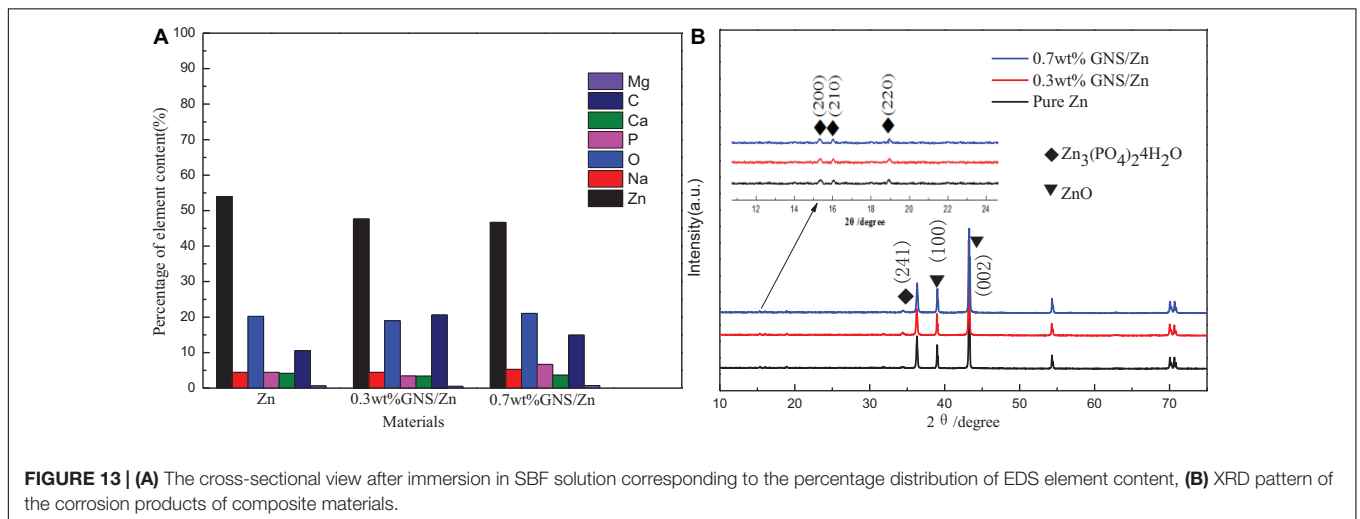 A
100
90
80
70
60
50
40
30
20
10
0
Percentage of element content(%)
Mg
C
Ca
P
O
Na
Zn
Zn 0.3wt%GNS/Zn 0.7wt%GNS/Zn
Materials
B
0.7wt% GNS/Zn
0.3wt% GNS/Zn
Pure Zn
(200) (210) (220)
12 14 16 18 20 22 24
2θ /degree
Zn3(PO4)24H2O
ZnO
Intensity(a.u.)
(241) (100) (002)
10 20 30 40 50 60 70
2 θ /degree
FIGURE 13 | (A) The cross-sectional view after immersion in SBF solution corresponding to the percentage distribution of EDS element content, (B) XRD pattern of
the corrosion products of composite materials.